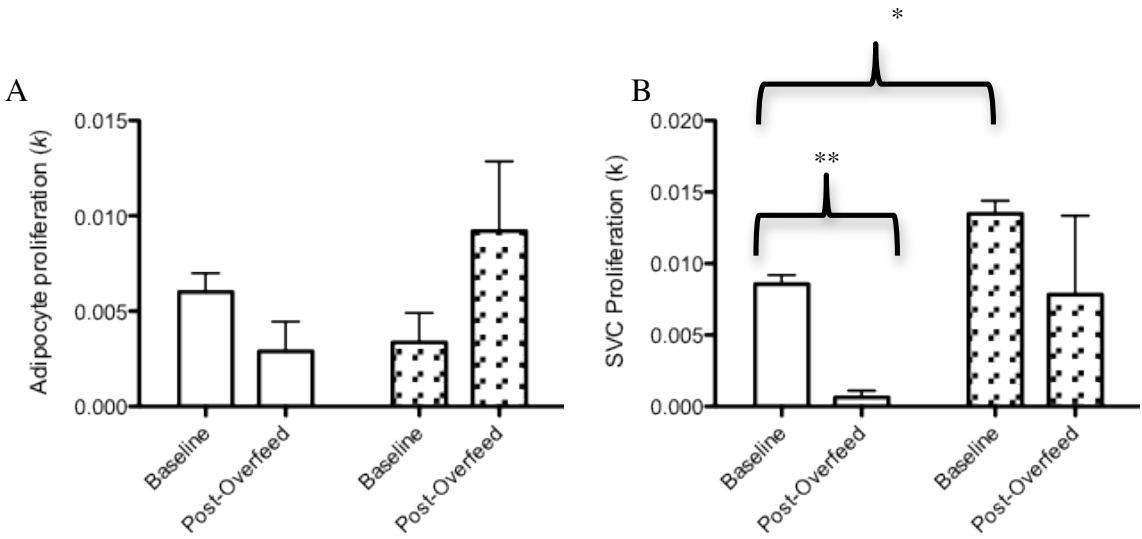 A
Adipocyte proliferation (k)
0.015
0.010
0.005
0.000
Baseline
Post-Overfeed
Baseline
Post-Overfeed
B
*
**
SVC Proliferation (k)
0.020
0.015
0.010
0.005
0.000
Baseline
Post-Overfeed
Baseline
Post-Overfeed